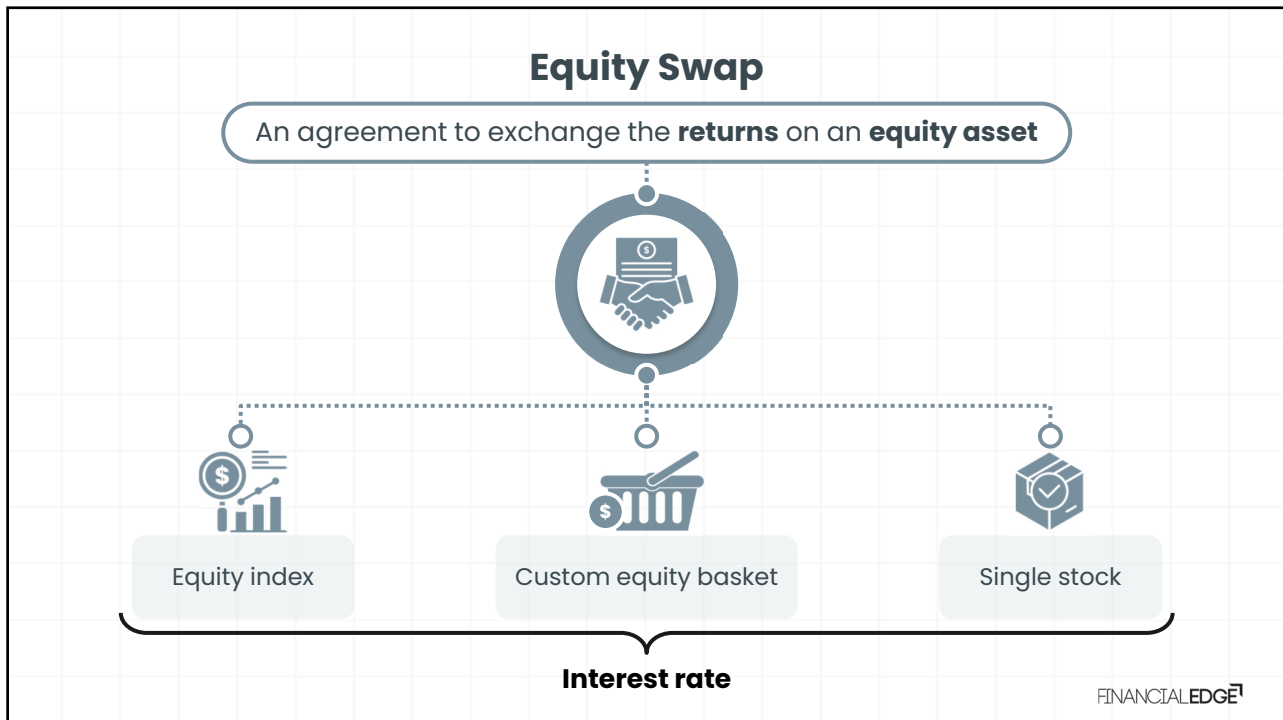 Equity Swap
An agreement to exchange the returns on an equity asset
$
$
$
Equity index
Custom equity basket
Single stock
Interest rate
FINANCIALEDGE